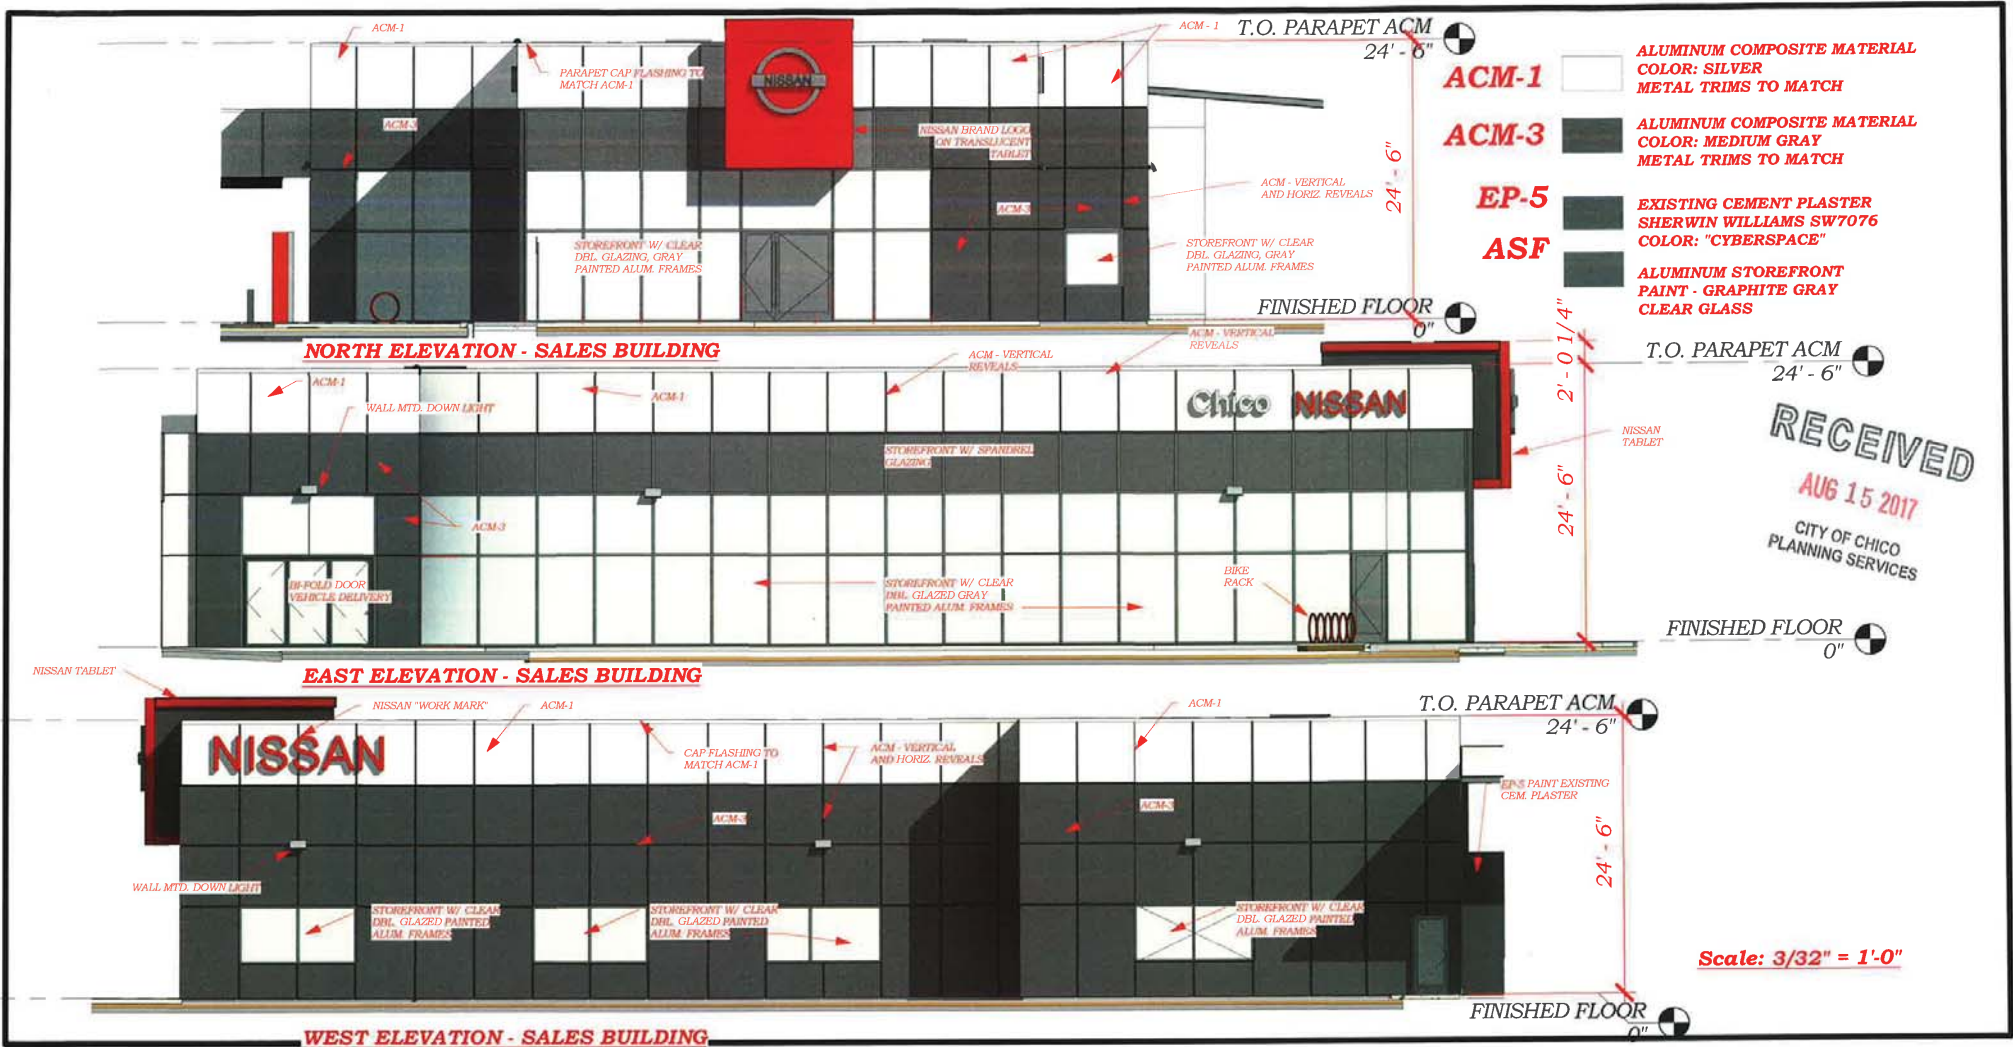 ACM-1
PARAPET CAP FLASHING TO
MATCH ACM-1
NISSAN
ACM - 1
T.O. PARAPET ACM
24' - 6"
ACM-3
NISSAN BRAND LOGO
ON TRANSLUCENT
TABLET
ACM - VERTICAL
AND HORIZ. REVEALS
24' - 6"
ACM-3
STOREFRONT W/ CLEAR
DBL. GLAZING, GRAY
PAINTED ALUM. FRAMES
STOREFRONT W/ CLEAR
DBL. GLAZING, GRAY
PAINTED ALUM. FRAMES
FINISHED FLOOR
0"
NORTH ELEVATION - SALES BUILDING
ACM-1
ALUMINUM COMPOSITE MATERIAL
COLOR: SILVER
METAL TRIMS TO MATCH
ACM-3
ALUMINUM COMPOSITE MATERIAL
COLOR: MEDIUM GRAY
METAL TRIMS TO MATCH
EP-5
EXISTING CEMENT PLASTER
SHERWIN WILLIAMS SW7076
COLOR: "CYBERSPACE"
ASF
ALUMINUM STOREFRONT
PAINT - GRAPHITE GRAY
CLEAR GLASS
ACM - VERTICAL
REVEALS
ACM - VERTICAL
REVEALS
2' - 0 1/4"
T.O. PARAPET ACM
24' - 6"
ACM-1
ACM-1
WALL MTD. DOWN LIGHT
Chico NISSAN
NISSAN
TABLET
STOREFRONT W/ SPANDREL
GLAZING
24' - 6"
ACM-3
BI-FOLD DOOR
VEHICLE DELIVERY
STOREFRONT W/ CLEAR
DBL. GLAZED GRAY
PAINTED ALUM. FRAMES
BIKE
RACK
FINISHED FLOOR
0"
EAST ELEVATION - SALES BUILDING
RECEIVED
AUG 15 2017
CITY OF CHICO
PLANNING SERVICES
NISSAN TABLET
NISSAN "WORK MARK"
ACM-1
ACM-1
T.O. PARAPET ACM
24' - 6"
NISSAN
CAP FLASHING TO
MATCH ACM-1
ACM - VERTICAL
AND HORIZ. REVEALS
EP-5 PAINT EXISTING
CEM. PLASTER
ACM-3
ACM-3
24' - 6"
WALL MTD. DOWN LIGHT
STOREFRONT W/ CLEAR
DBL. GLAZED PAINTED
ALUM. FRAMES
STOREFRONT W/ CLEAR
DBL. GLAZED PAINTED
ALUM. FRAMES
STOREFRONT W/ CLEAR
DBL. GLAZED PAINTED
ALUM. FRAMES
Scale: 3/32" = 1'-0"
FINISHED FLOOR
0"
WEST ELEVATION - SALES BUILDING